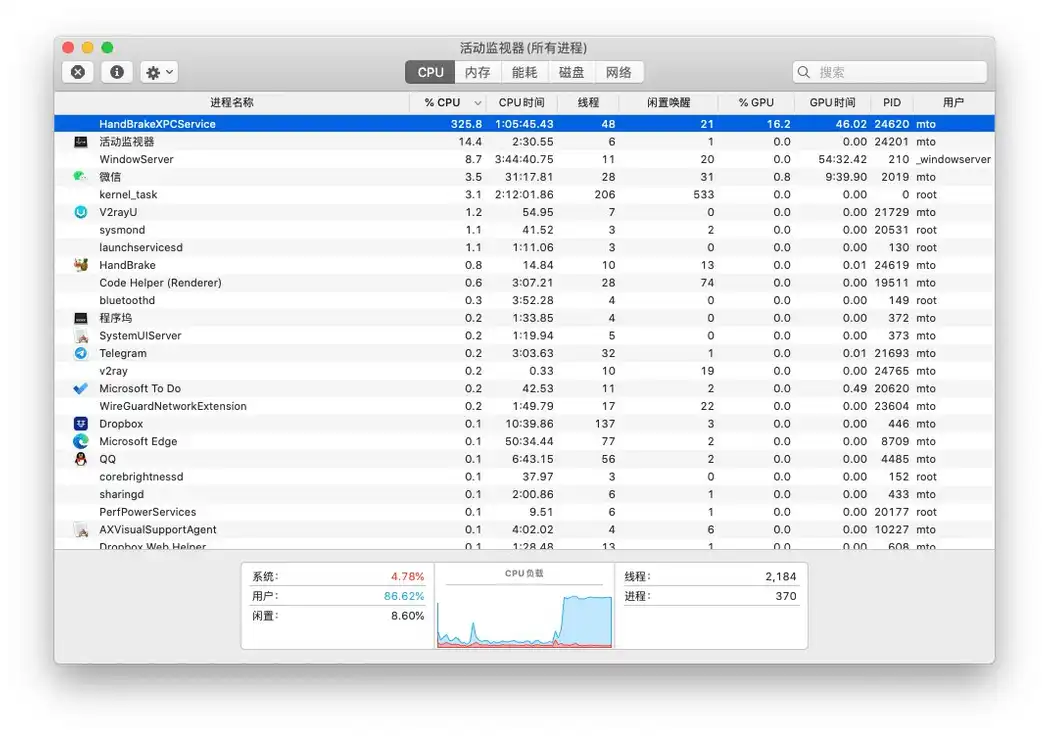 活动监视器 (所有进程)
CPU 内存 能耗 磁盘 网络 搜索
进程名称 % CPU CPU 时间 线程 闲置唤醒 % GPU GPU 时间 PID 用户
HandBrakeXPCService 325.8 1:05:45.43 48 21 16.2 46.02 24620 mto
活动监视器 14.4 2:30.55 6 1 0.0 0.00 24201 mto
WindowServer 8.7 3:44:40.75 11 20 0.0 54:32.42 210 _windowserver
微信 3.5 31:17.81 28 31 0.8 9:39.90 2019 mto
kernel_task 3.1 2:12:01.86 206 533 0.0 0.00 0 root
V2rayU 1.2 54.95 7 0 0.0 0.00 21729 mto
sysmond 1.1 41.52 3 2 0.0 0.00 20531 root
launchservicesd 1.1 1:11.06 3 0 0.0 0.00 130 root
HandBrake 0.8 14.84 10 13 0.0 0.01 24619 mto
Code Helper (Renderer) 0.6 3:07.21 28 74 0.0 0.00 19511 mto
bluetoothd 0.3 3:52.28 4 0 0.0 0.00 149 root
程序坞 0.2 1:33.85 4 0 0.0 0.00 372 mto
SystemUIServer 0.2 1:19.94 5 0 0.0 0.00 373 mto
Telegram 0.2 3:03.63 32 1 0.0 0.01 21693 mto
v2ray 0.2 0.33 10 19 0.0 0.00 24765 mto
Microsoft To Do 0.2 42.53 11 2 0.0 0.49 20620 mto
WireGuardNetworkExtension 0.2 1:49.79 17 22 0.0 0.00 23604 mto
Dropbox 0.1 10:39.86 137 3 0.0 0.00 446 mto
Microsoft Edge 0.1 50:34.44 77 2 0.0 0.00 8709 mto
QQ 0.1 6:43.15 56 2 0.0 0.00 4485 mto
corebrightnessd 0.1 37.97 3 0 0.0 0.00 152 root
sharingd 0.1 2:00.86 6 1 0.0 0.00 433 mto
PerfPowerServices 0.1 9.51 6 1 0.0 0.00 20177 root
AXVisualSupportAgent 0.1 4:02.02 4 6 0.0 0.00 10227 mto
Dropbox Web Helper 0.1 1:28.48 13 1 0.0 0.00 608 mto
系统: 4.78% CPU 负载 线程: 2,184
用户: 86.62% 进程: 370
闲置: 8.60%